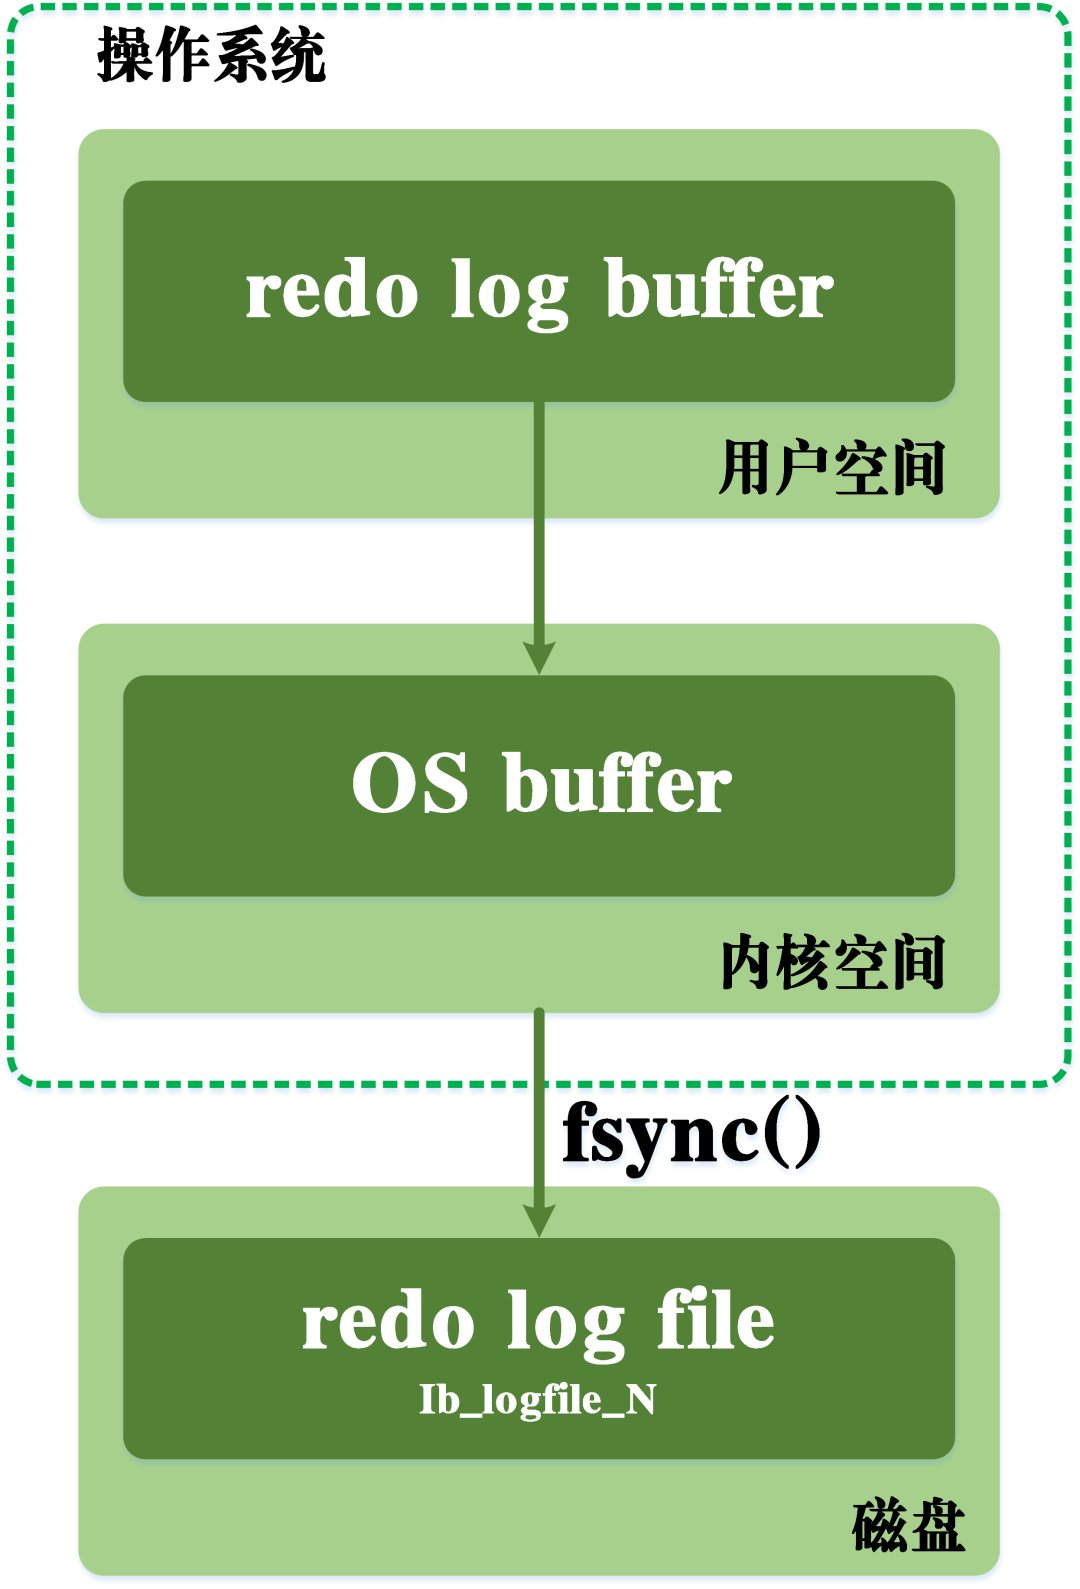 操作系统
redo log buffer
用户空间
OS buffer
内核空间
fsync()
redo log file
Ib_logfile_N
磁盘